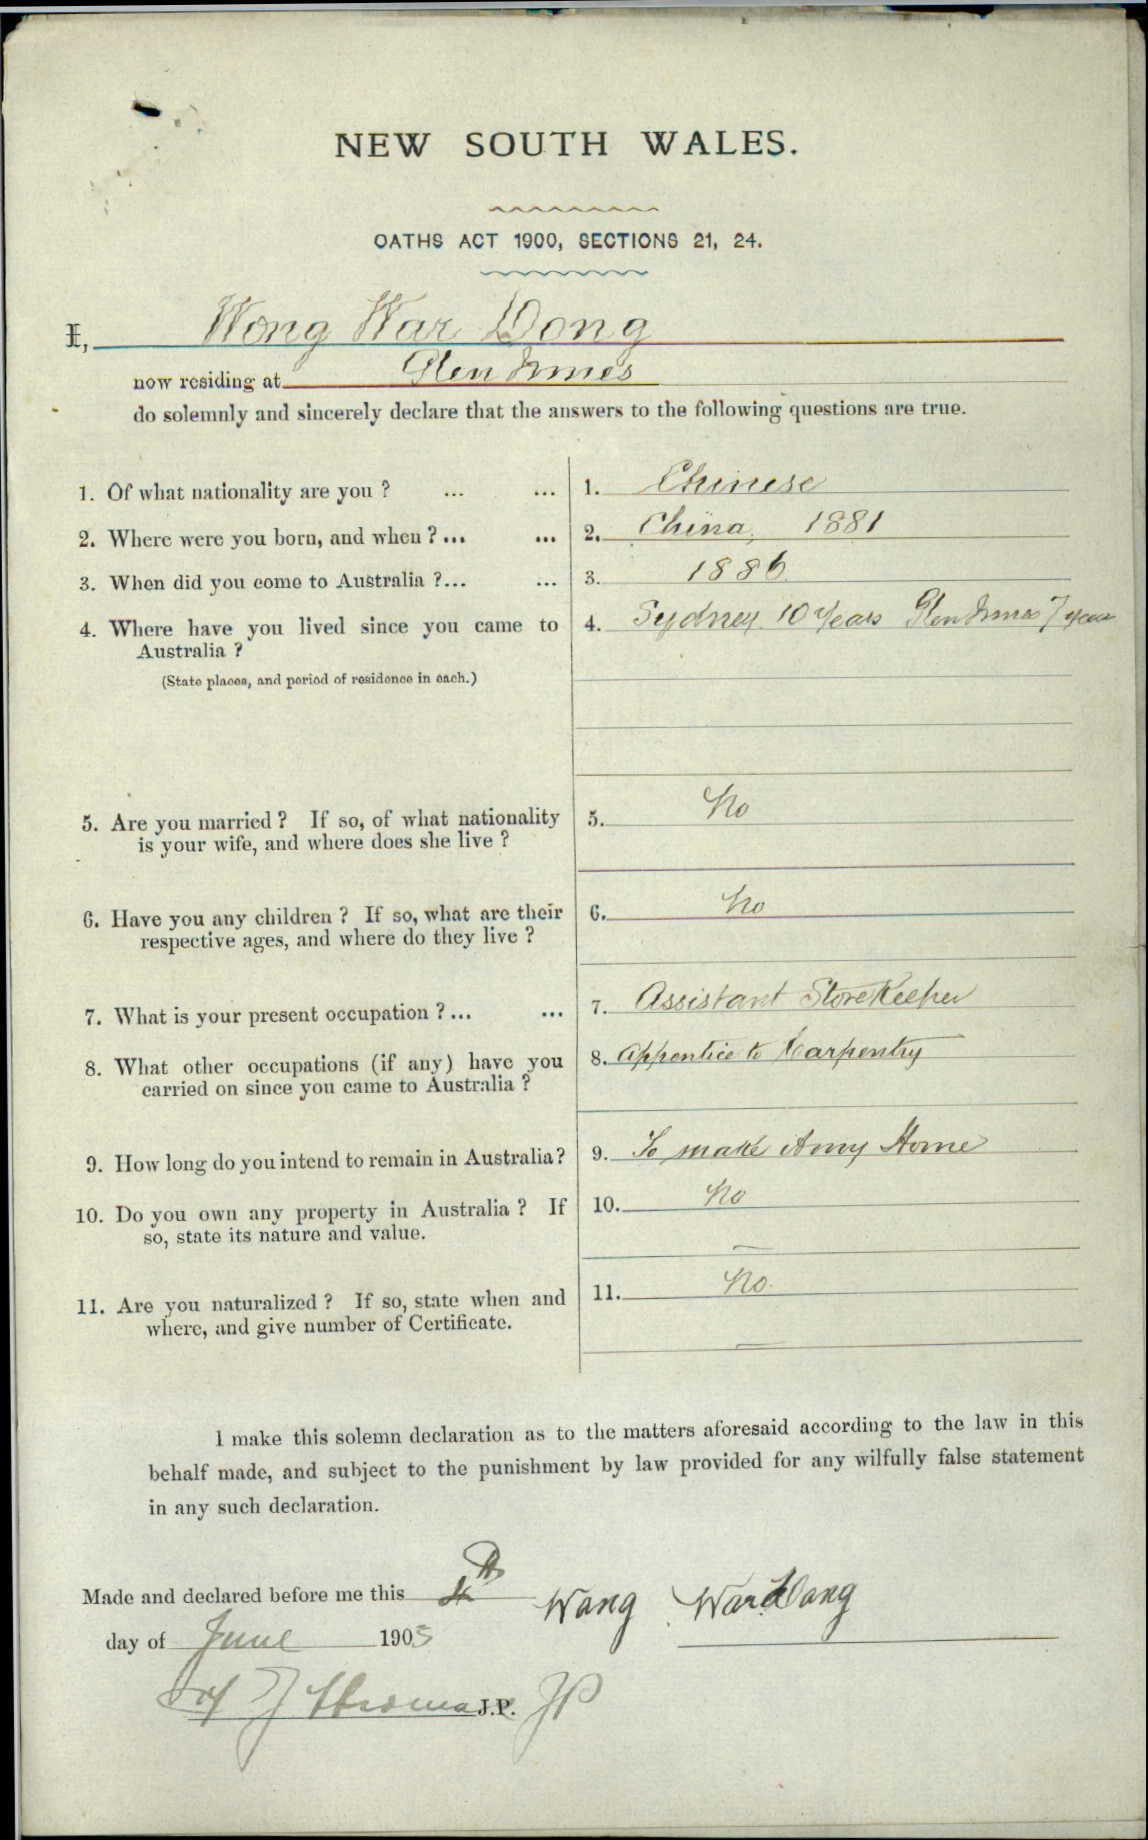 NEW SOUTH WALES.
OATHS ACT 1900, SECTIONS 21, 24.
I, Wong War Dong
now residing at Glen Innes
do solemnly and sincerely declare that the answers to the following questions are true.
1. Of what nationality are you ? ... ... 1. Chinese
2. Where were you born, and when ? ... ... 2. China, 1881
3. When did you come to Australia ?... ... 3. 1886
4. Where have you lived since you came to 4. Sydney 10 Years Glen Innes 7 years
Australia ?
(State places, and period of residence in each.)
5. Are you married ? If so, of what nationality 5. No
is your wife, and where does she live ?
6. Have you any children ? If so, what are their 6. No
respective ages, and where do they live ?
7. What is your present occupation ? ... ... 7. Assistant StoreKeeper
8. What other occupations (if any) have you 8. Apprentice to Carpentry
carried on since you came to Australia ?
9. How long do you intend to remain in Australia? 9. To make it my Home
10. Do you own any property in Australia ? If 10. No
so, state its nature and value. —
11. Are you naturalized ? If so, state when and 11. No.
where, and give number of Certificate. —
I make this solemn declaration as to the matters aforesaid according to the law in this
behalf made, and subject to the punishment by law provided for any wilfully false statement
in any such declaration.
Made and declared before me this 4th Wang War Dang
day of June 1903
J.P. JP